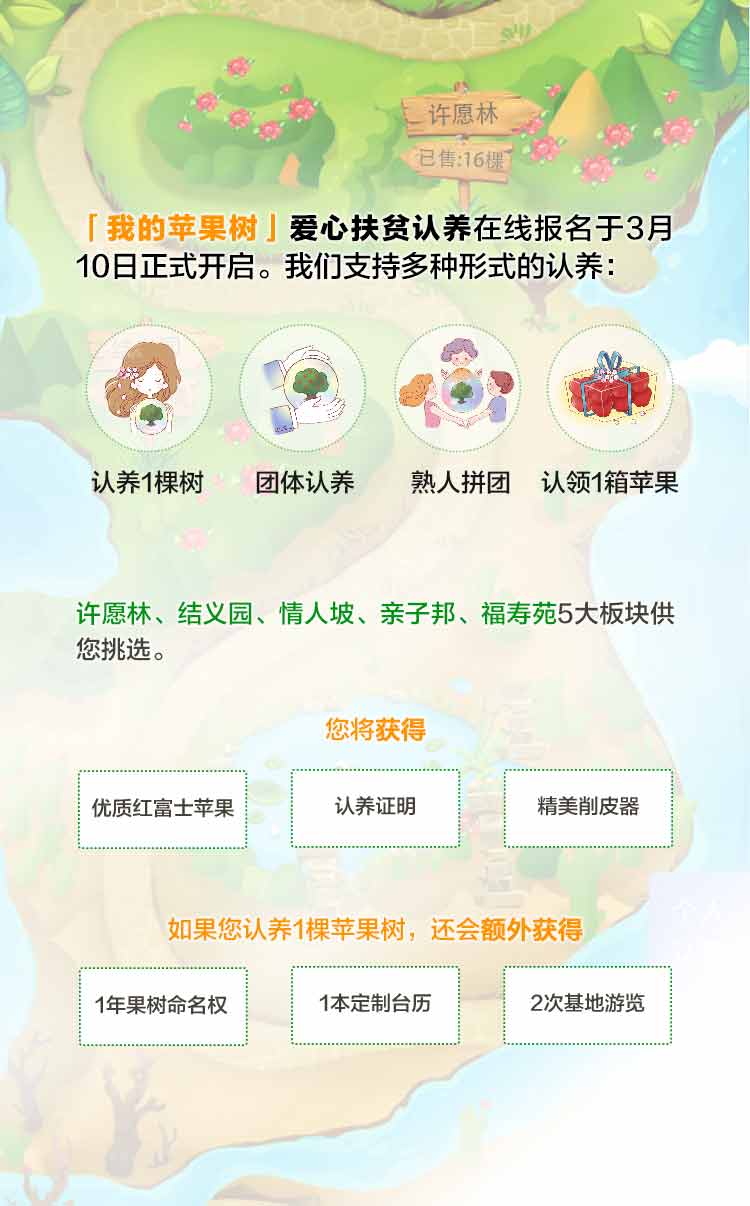 许愿林
已售:16棵
「我的苹果树」爱心扶贫认养在线报名于3月
10日正式开启。我们支持多种形式的认养：
认养1棵树 团体认养 熟人拼团 认领1箱苹果
许愿林、结义园、情人坡、亲子邦、福寿苑5大板块供
您挑选。
您将获得
优质红富士苹果 认养证明 精美削皮器
如果您认养1棵苹果树，还会额外获得
1年果树命名权 1本定制台历 2次基地游览
个人